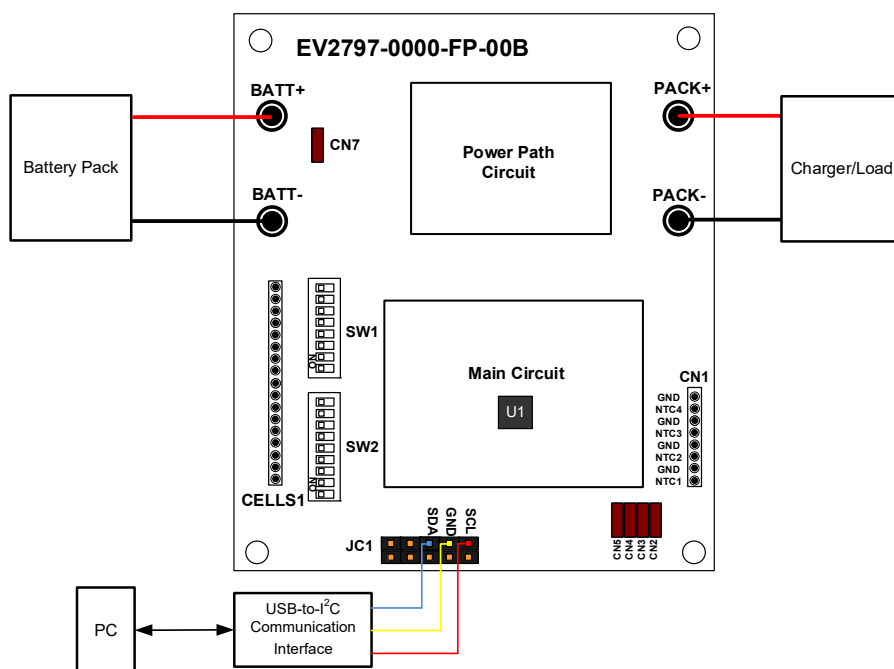 EV2797-0000-FP-00B
BATT+
PACK+
CN7
Battery Pack
Power Path
Circuit
Charger/Load
BATT-
PACK-
SW1
ON
Main Circuit
U1
CN1
GND
NTC4
GND
NTC3
GND
NTC2
GND
NTC1
SW2
ON
CELLS1
SDA
GND
SCL
JC1
CN5
CN4
CN3
CN2
PC
USB-to-I²C
Communication
Interface